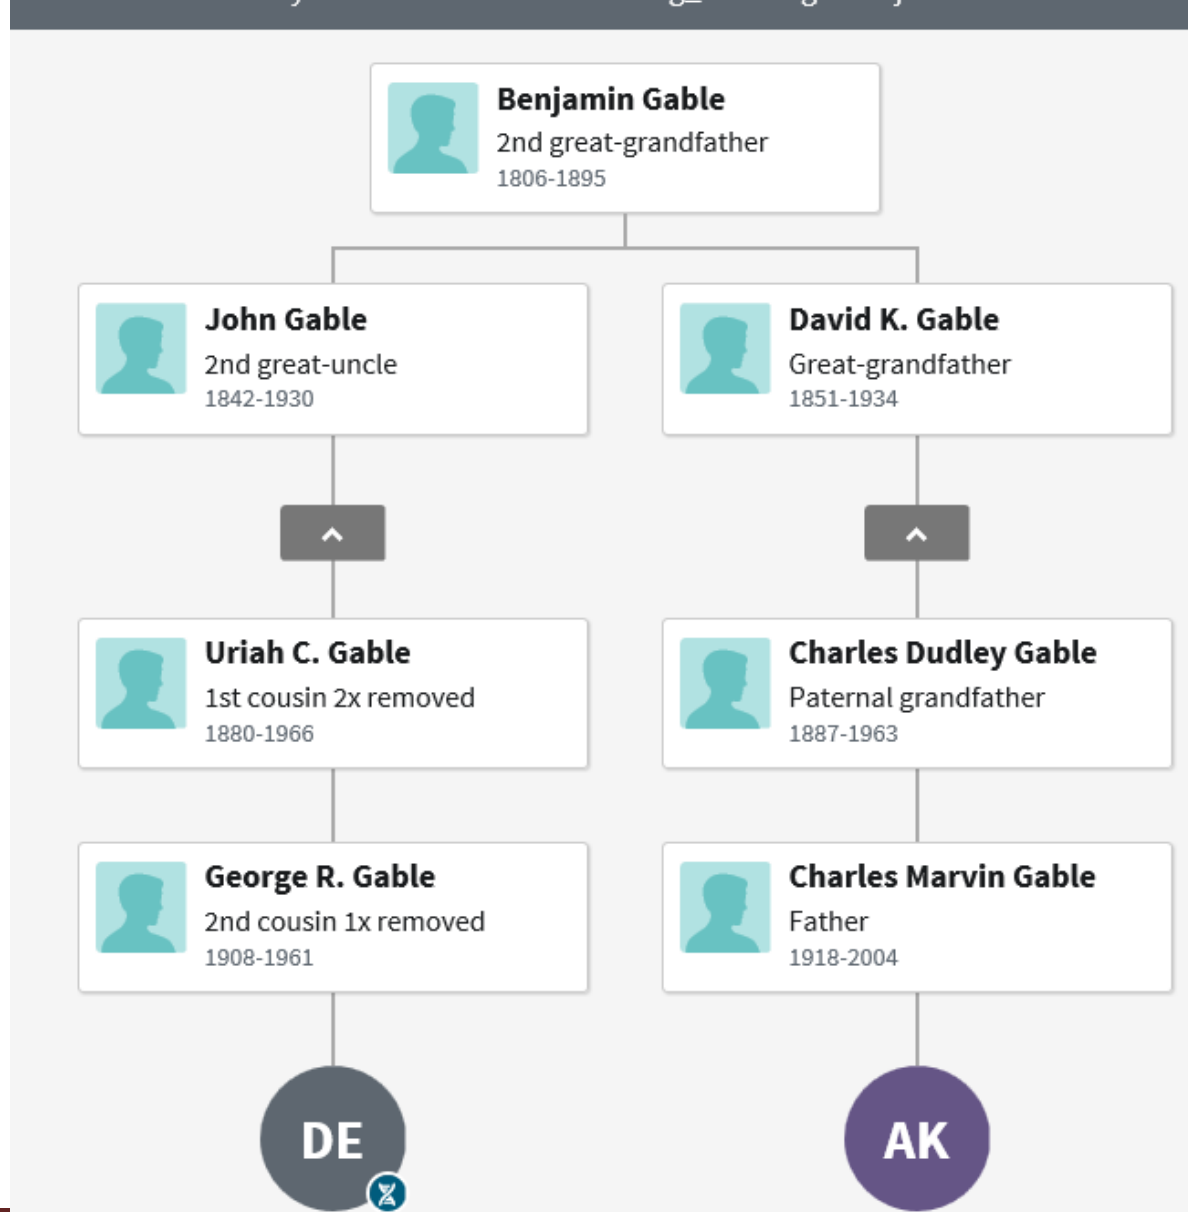 Benjamin Gable
2nd great-grandfather
1806-1895
John Gable
2nd great-uncle
1842-1930
David K. Gable
Great-grandfather
1851-1934
Uriah C. Gable
1st cousin 2x removed
1880-1966
Charles Dudley Gable
Paternal grandfather
1887-1963
George R. Gable
2nd cousin 1x removed
1908-1961
Charles Marvin Gable
Father
1918-2004
DE
AK